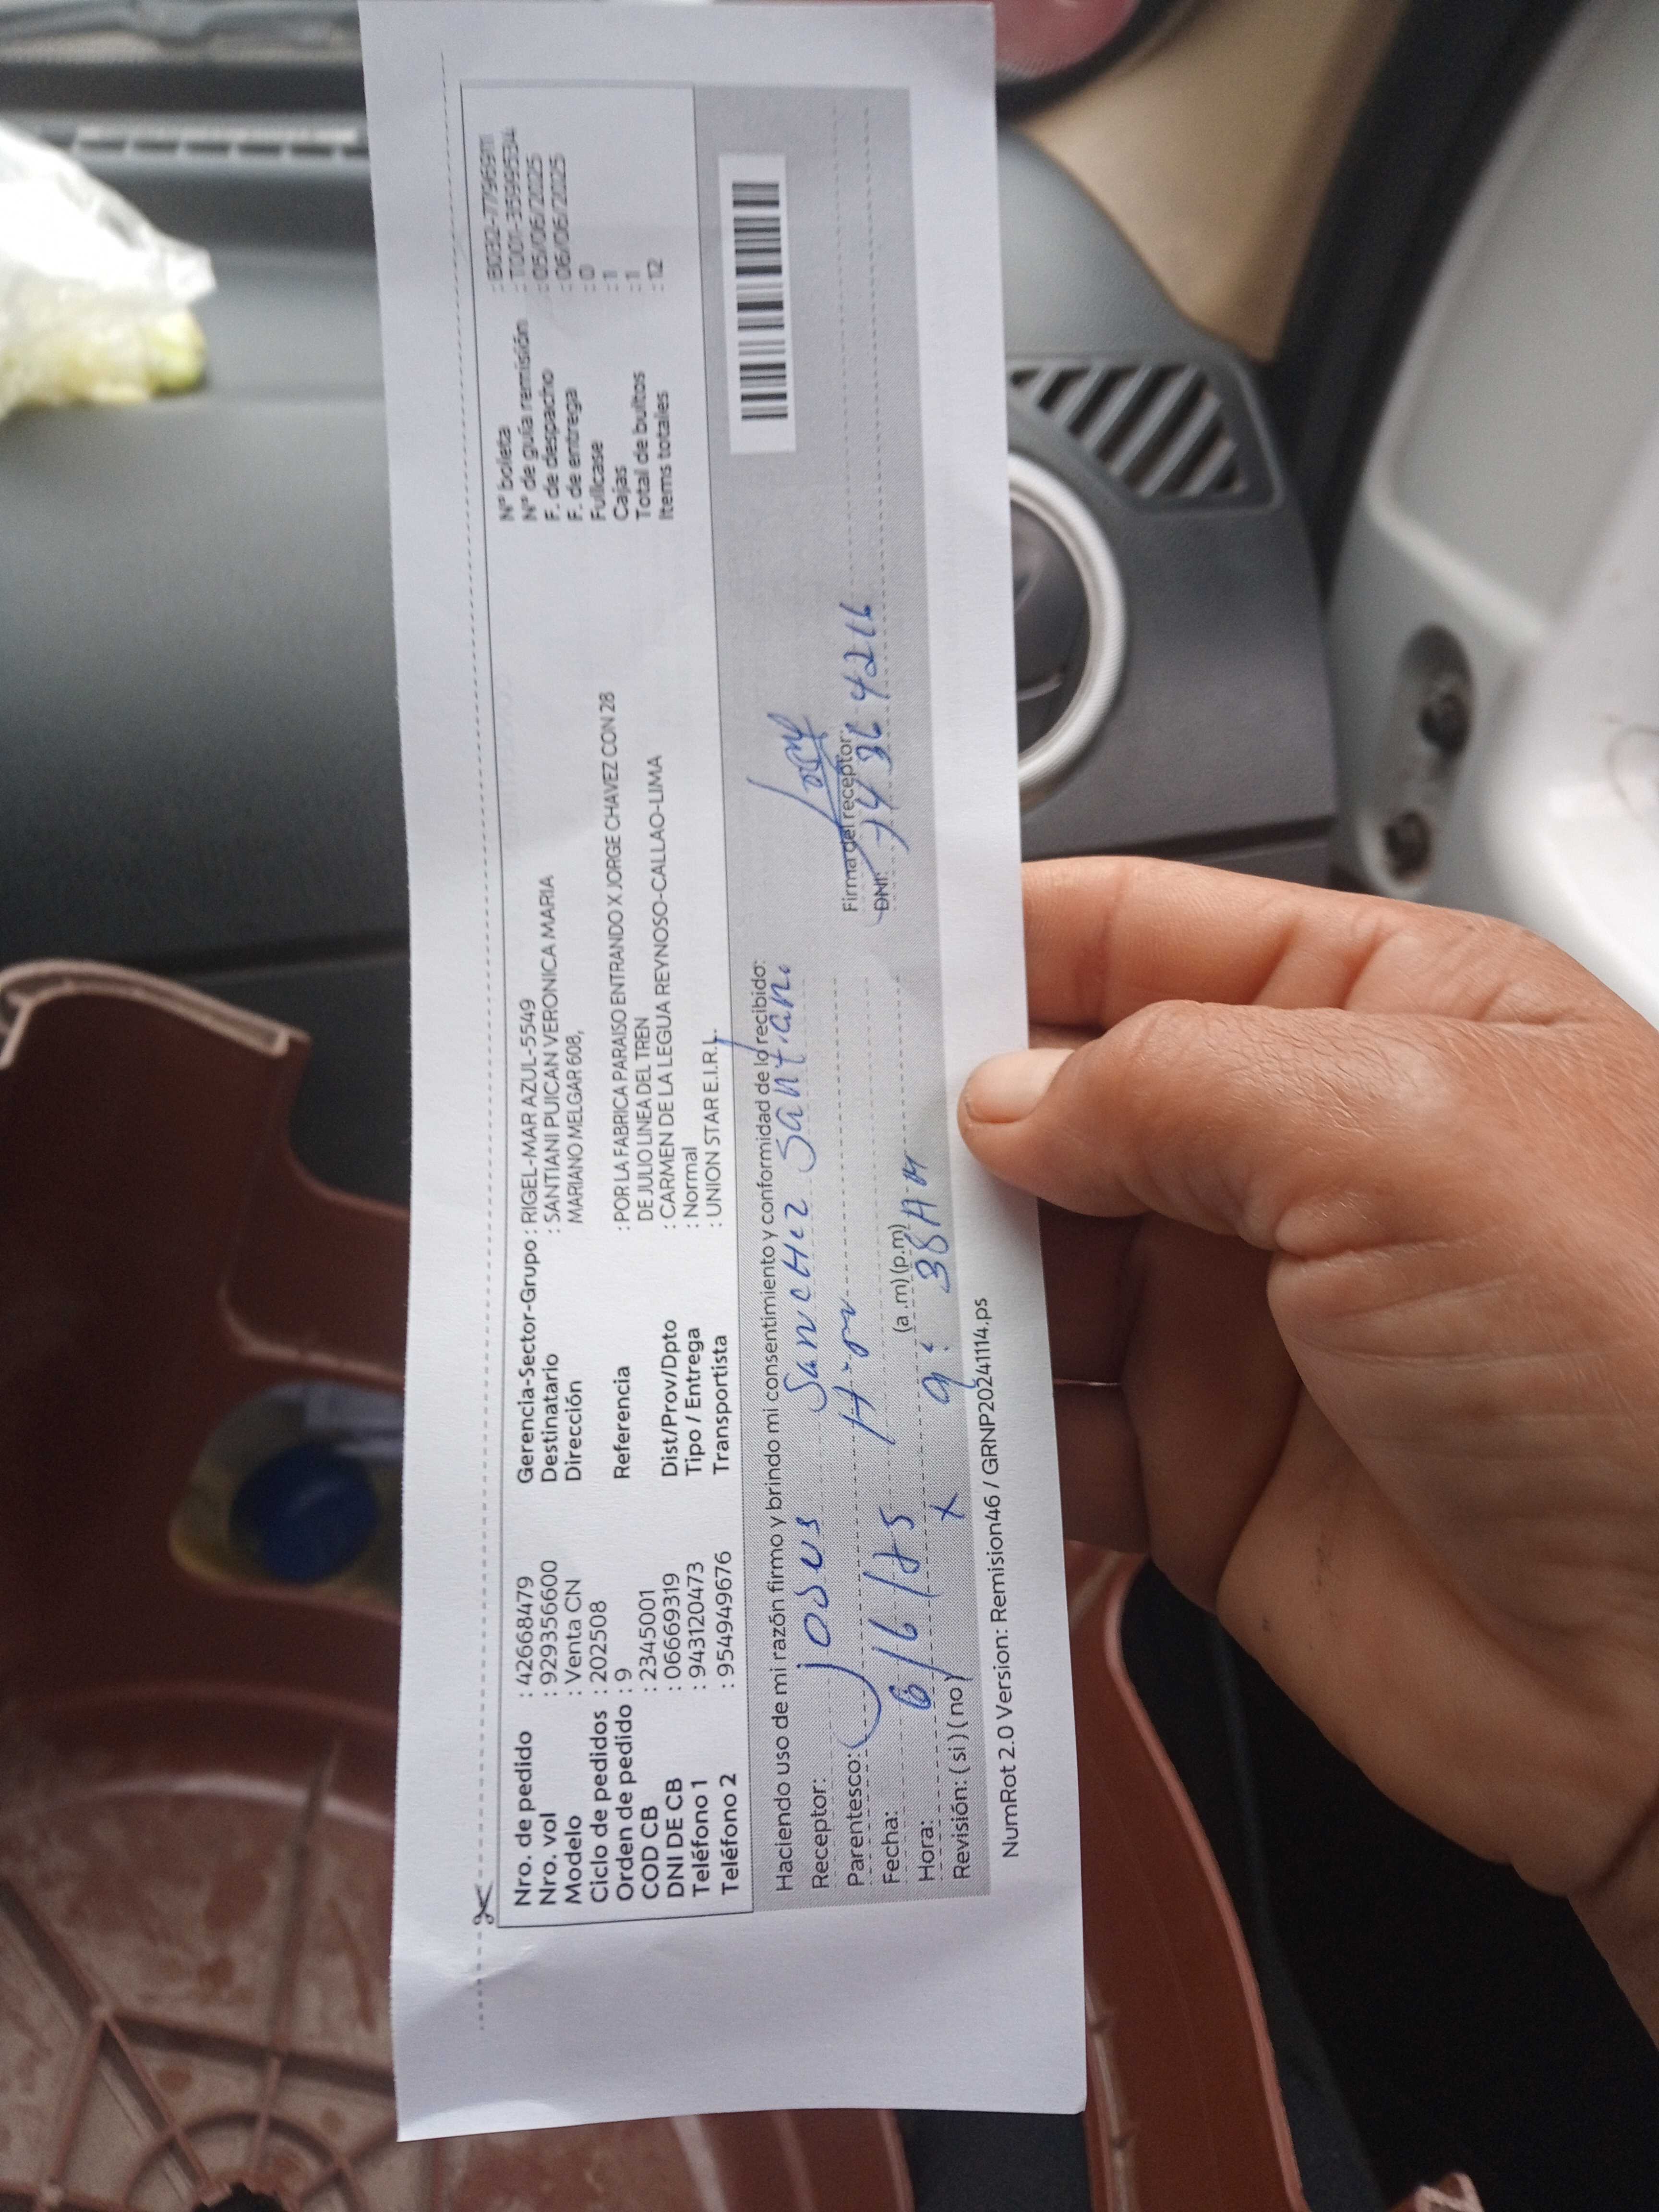 Nro. de pedido : 42668479
Nro. vol : 929356600
Modelo : Venta CN
Ciclo de pedidos : 202508
Orden de pedido : 9
COD CB : 2345001
DNI DE CB : 06669319
Teléfono 1 : 943120473
Teléfono 2 : 954949676
Gerencia-Sector-Grupo : RIGEL-MAR AZUL-5549
Destinatario : SANTIANI PUICAN VERONICA MARIA
Dirección MARIANO MELGAR 608,
Referencia : POR LA FABRICA PARAISO ENTRANDO X JORGE CHAVEZ CON 28
DE JULIO LINEA DEL TREN
Dist/Prov/Dpto : CARMEN DE LA LEGUA REYNOSO-CALLAO-LIMA
Tipo / Entrega : Normal
Transportista : UNION STAR E.I.R.L.
N° boleta : B032-77969611
N° de guía remisión : T001-359996534
F. de despacho : 05/06/2025
F. de entrega : 06/06/2025
Fullcase : 0
Cajas : 1
Total de bultos : 1
Items totales : 12
Haciendo uso de mi razón firmo y brindo mi consentimiento y conformidad de lo recibido:
Receptor: Josus Sanchez Santani
Parentesco:
Fecha: 6/6/25
Hora: 9:38AM (a.m) (p.m)
Revisión: ( si ) ( no ) x
Firma del receptor:
DNI: 74364216
NumRot 2.0 Version: Remision46 / GRNP20241114.ps